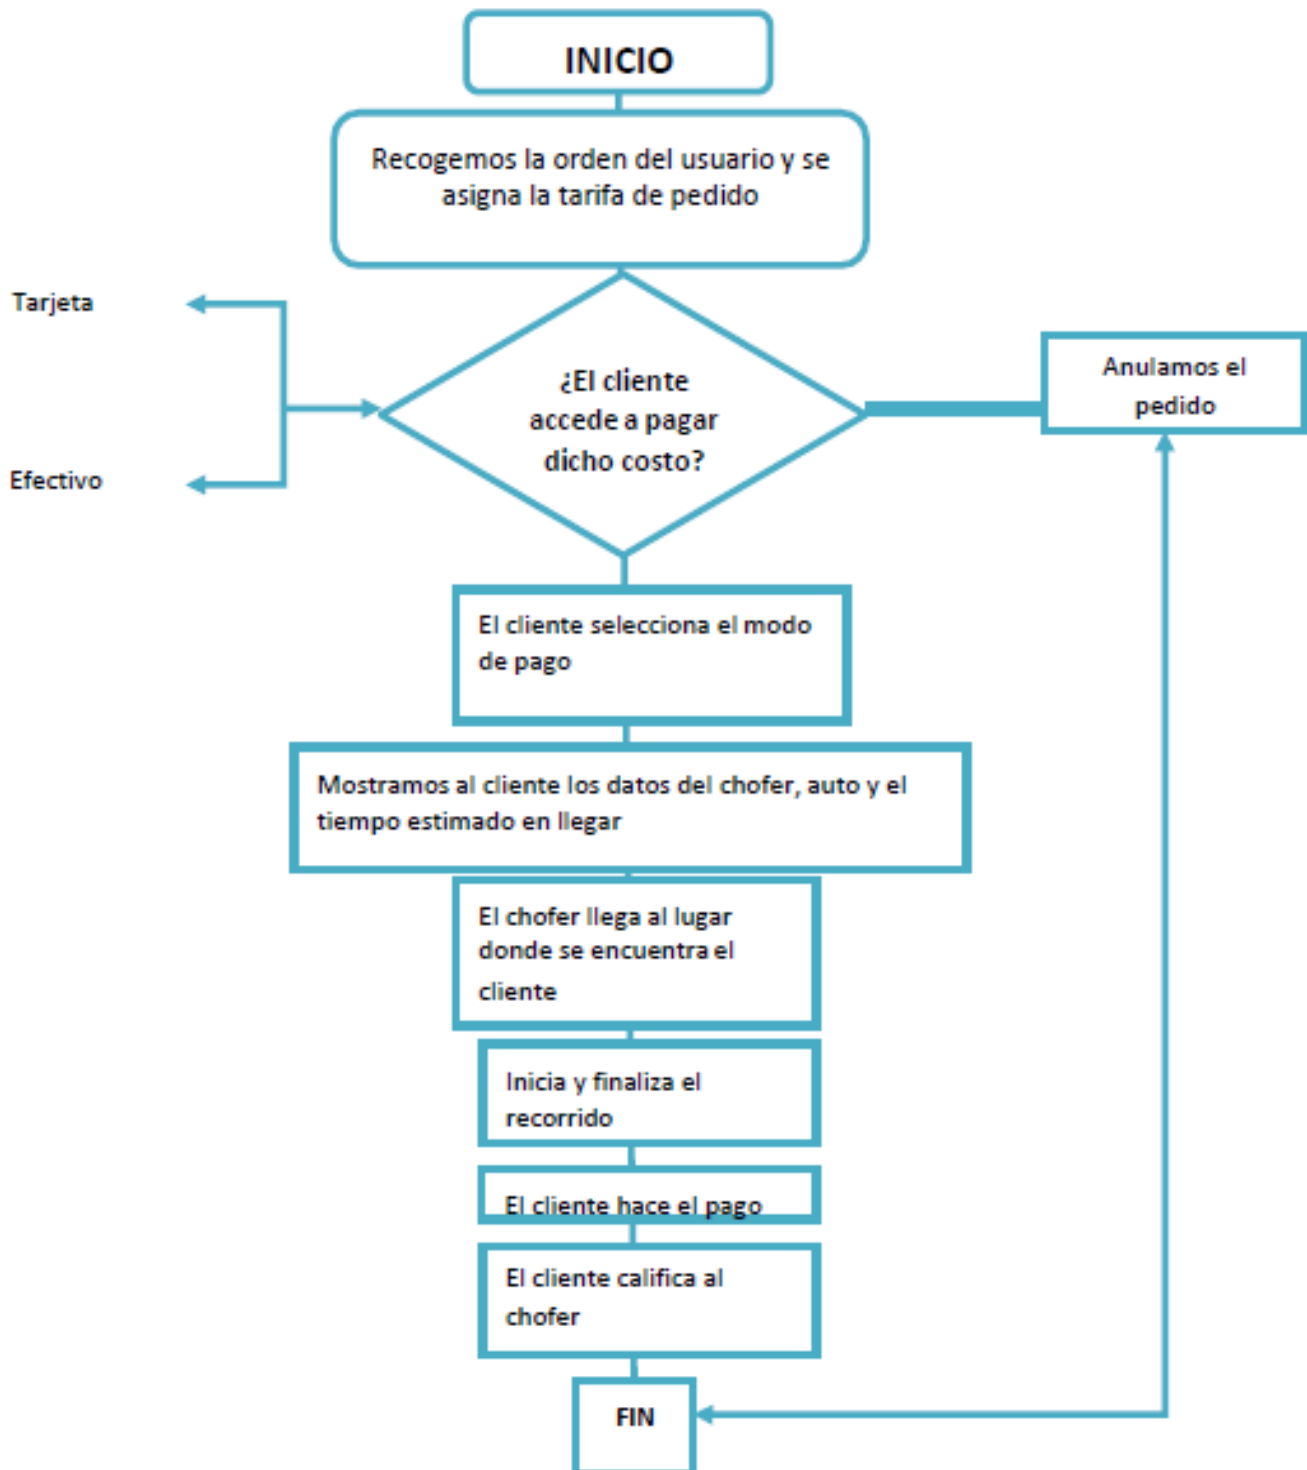 INICIO
Recogemos la orden del usuario y se
asigna la tarifa de pedido
Tarjeta
¿El cliente
accede a pagar
dicho costo?
Anulamos el
pedido
Efectivo
El cliente selecciona el modo
de pago
Mostramos al cliente los datos del chofer, auto y el
tiempo estimado en llegar
El chofer llega al lugar
donde se encuentra el
cliente
Inicia y finaliza el
recorrido
El cliente hace el pago
El cliente califica al
chofer
FIN